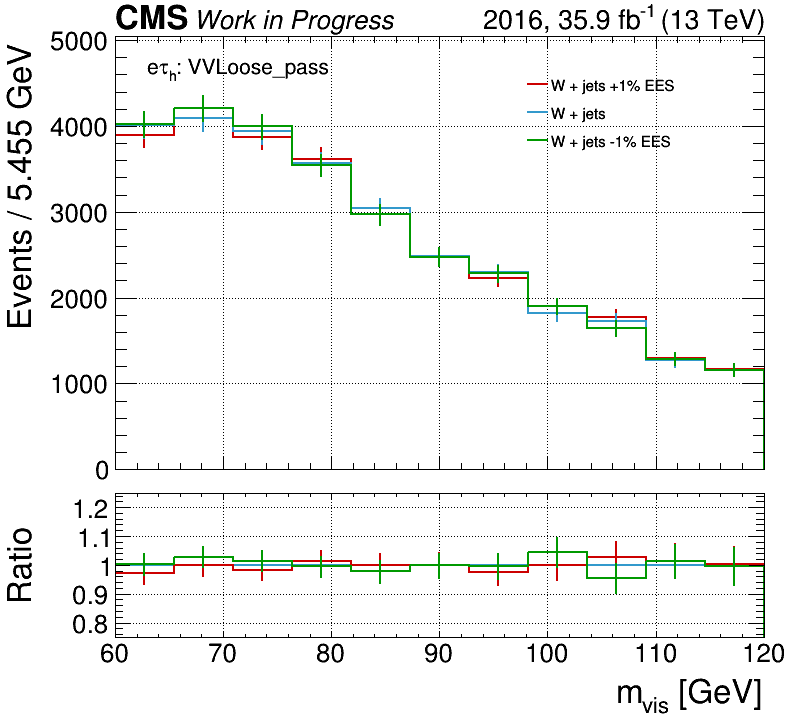 CMS Work in Progress 2016, 35.9 fb⁻¹ (13 TeV)
eτₕ: VVLoose_pass
W + jets +1% EES
W + jets
W + jets -1% EES
Events / 5.455 GeV
5000
4000
3000
2000
1000
0
Ratio
1.2
1.1
1
0.9
0.8
60 70 80 90 100 110 120
m_vis [GeV]